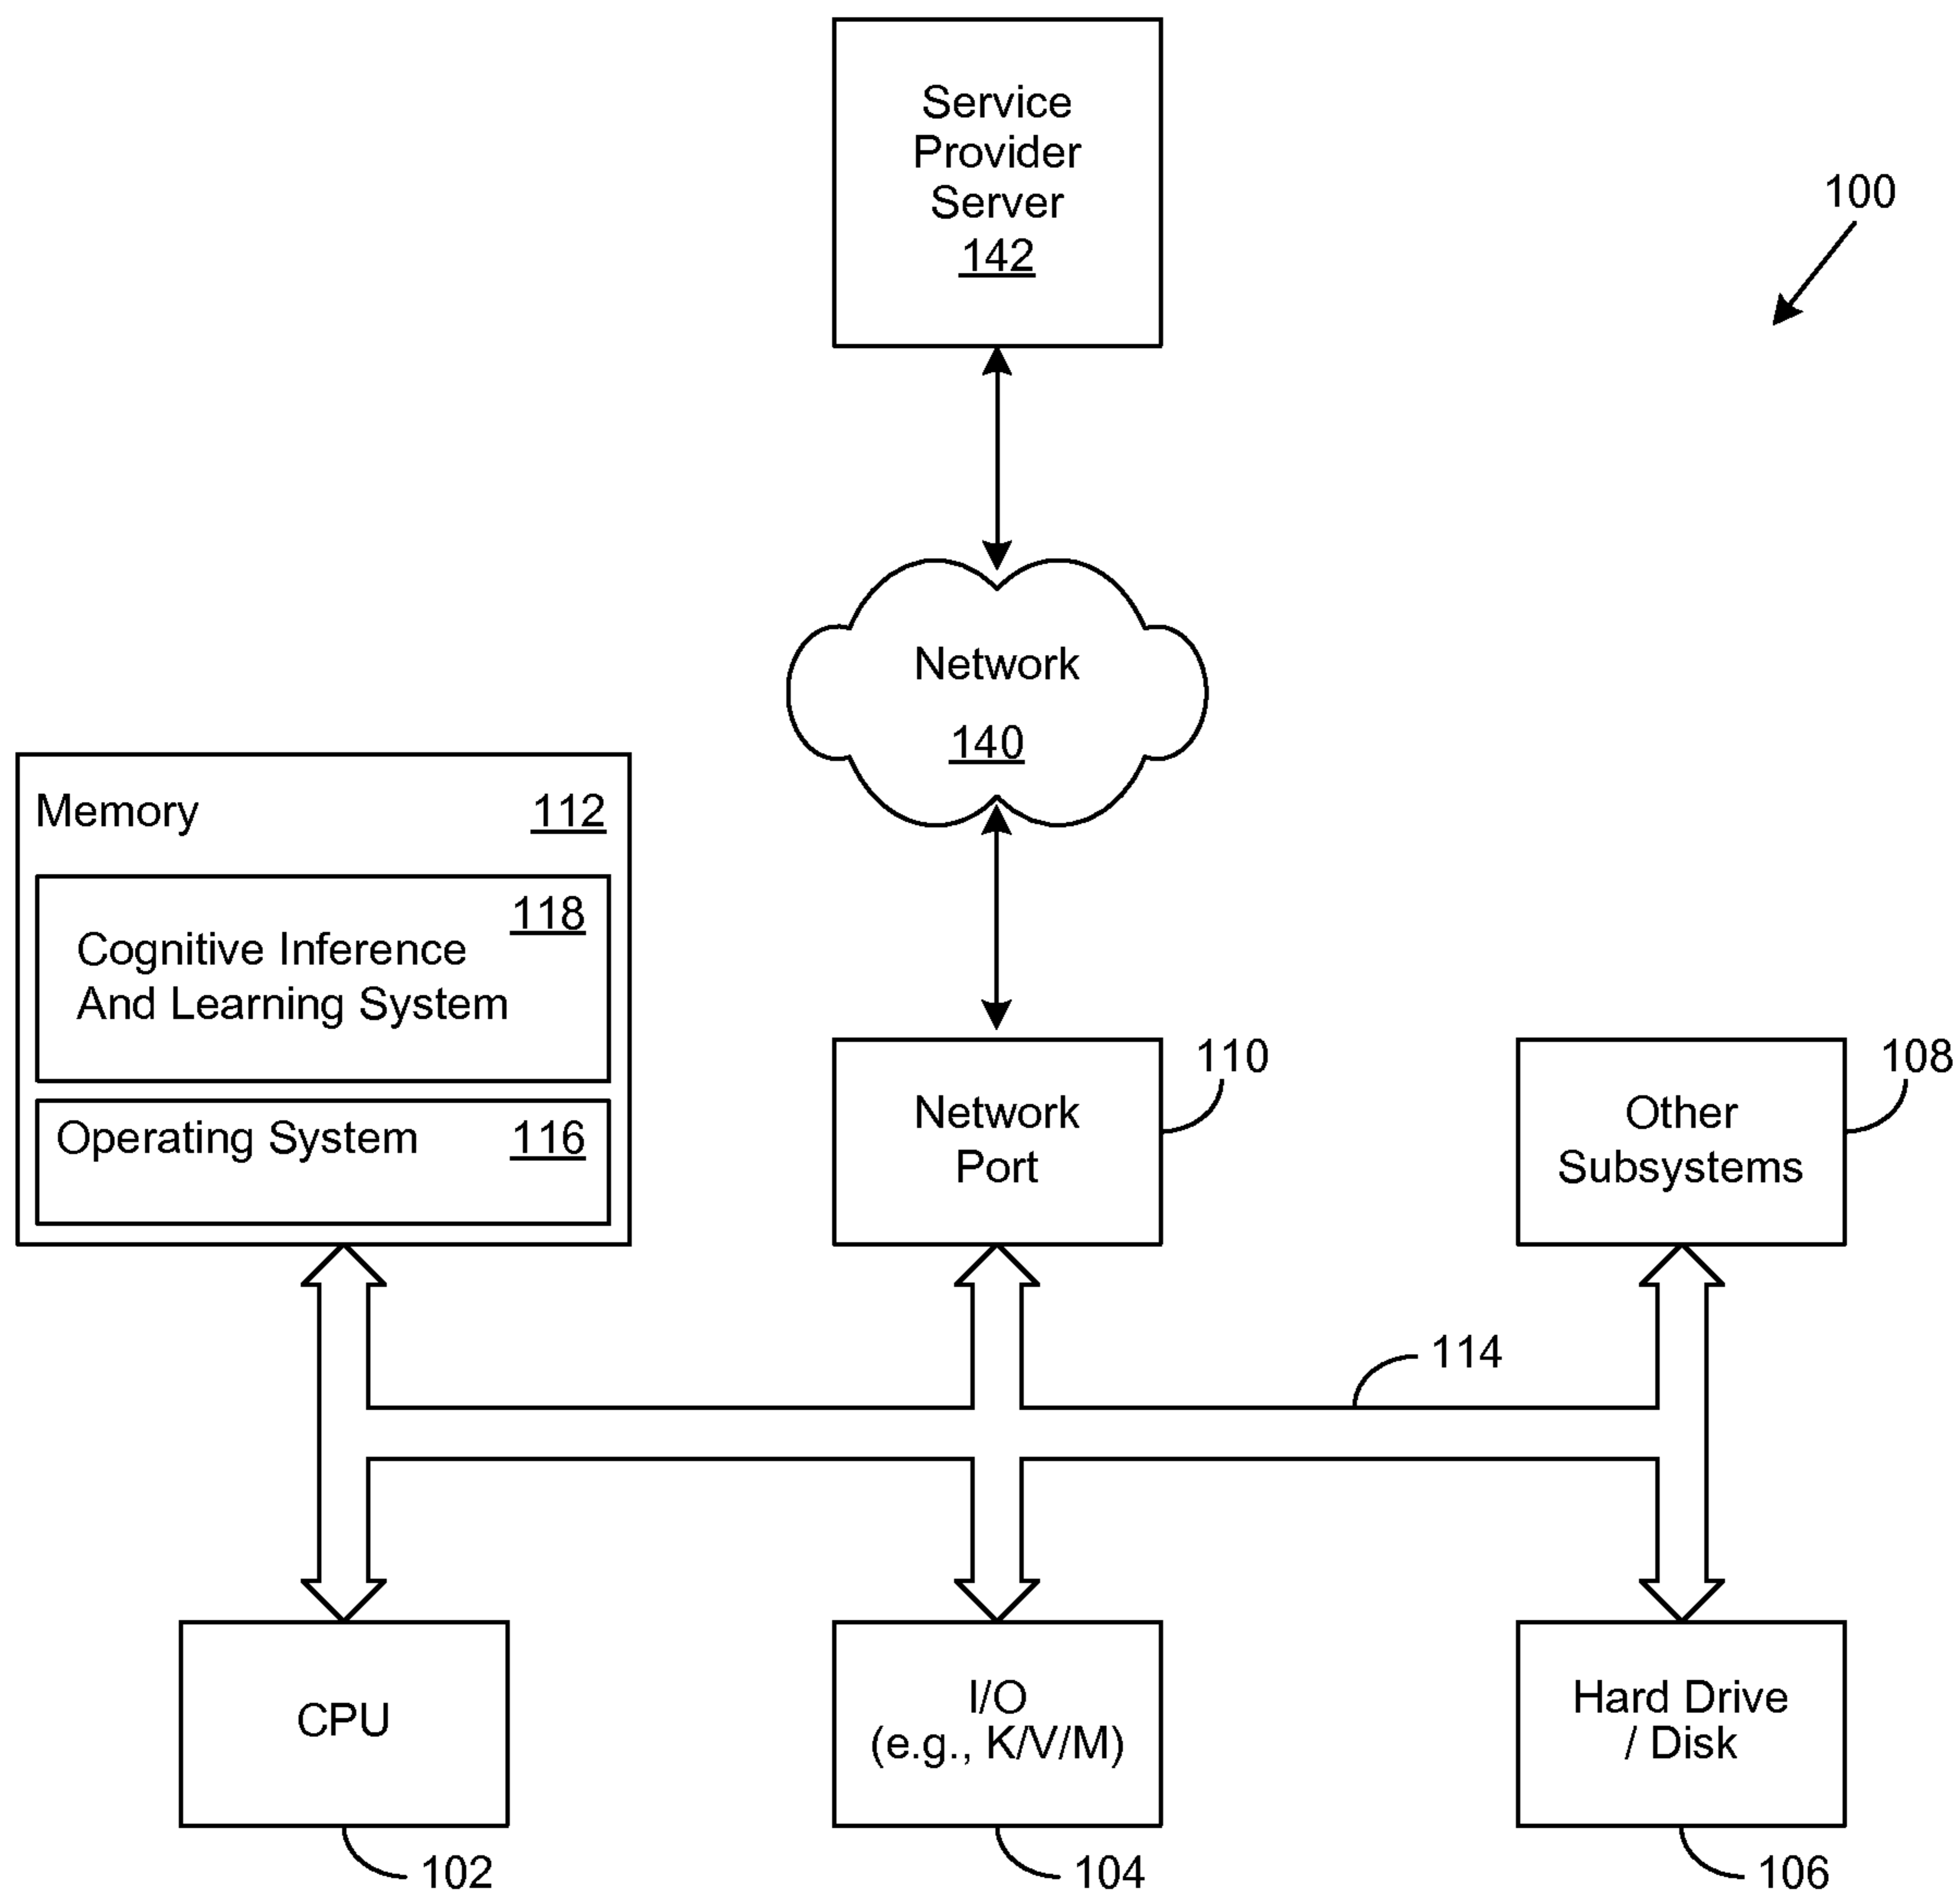 Service
Provider
Server
142
100
Network
140
Memory 112
118
Cognitive Inference
And Learning System
Operating System 116
Network
Port
110
Other
Subsystems
108
114
CPU
102
I/O
(e.g., K/V/M)
104
Hard Drive
/ Disk
106